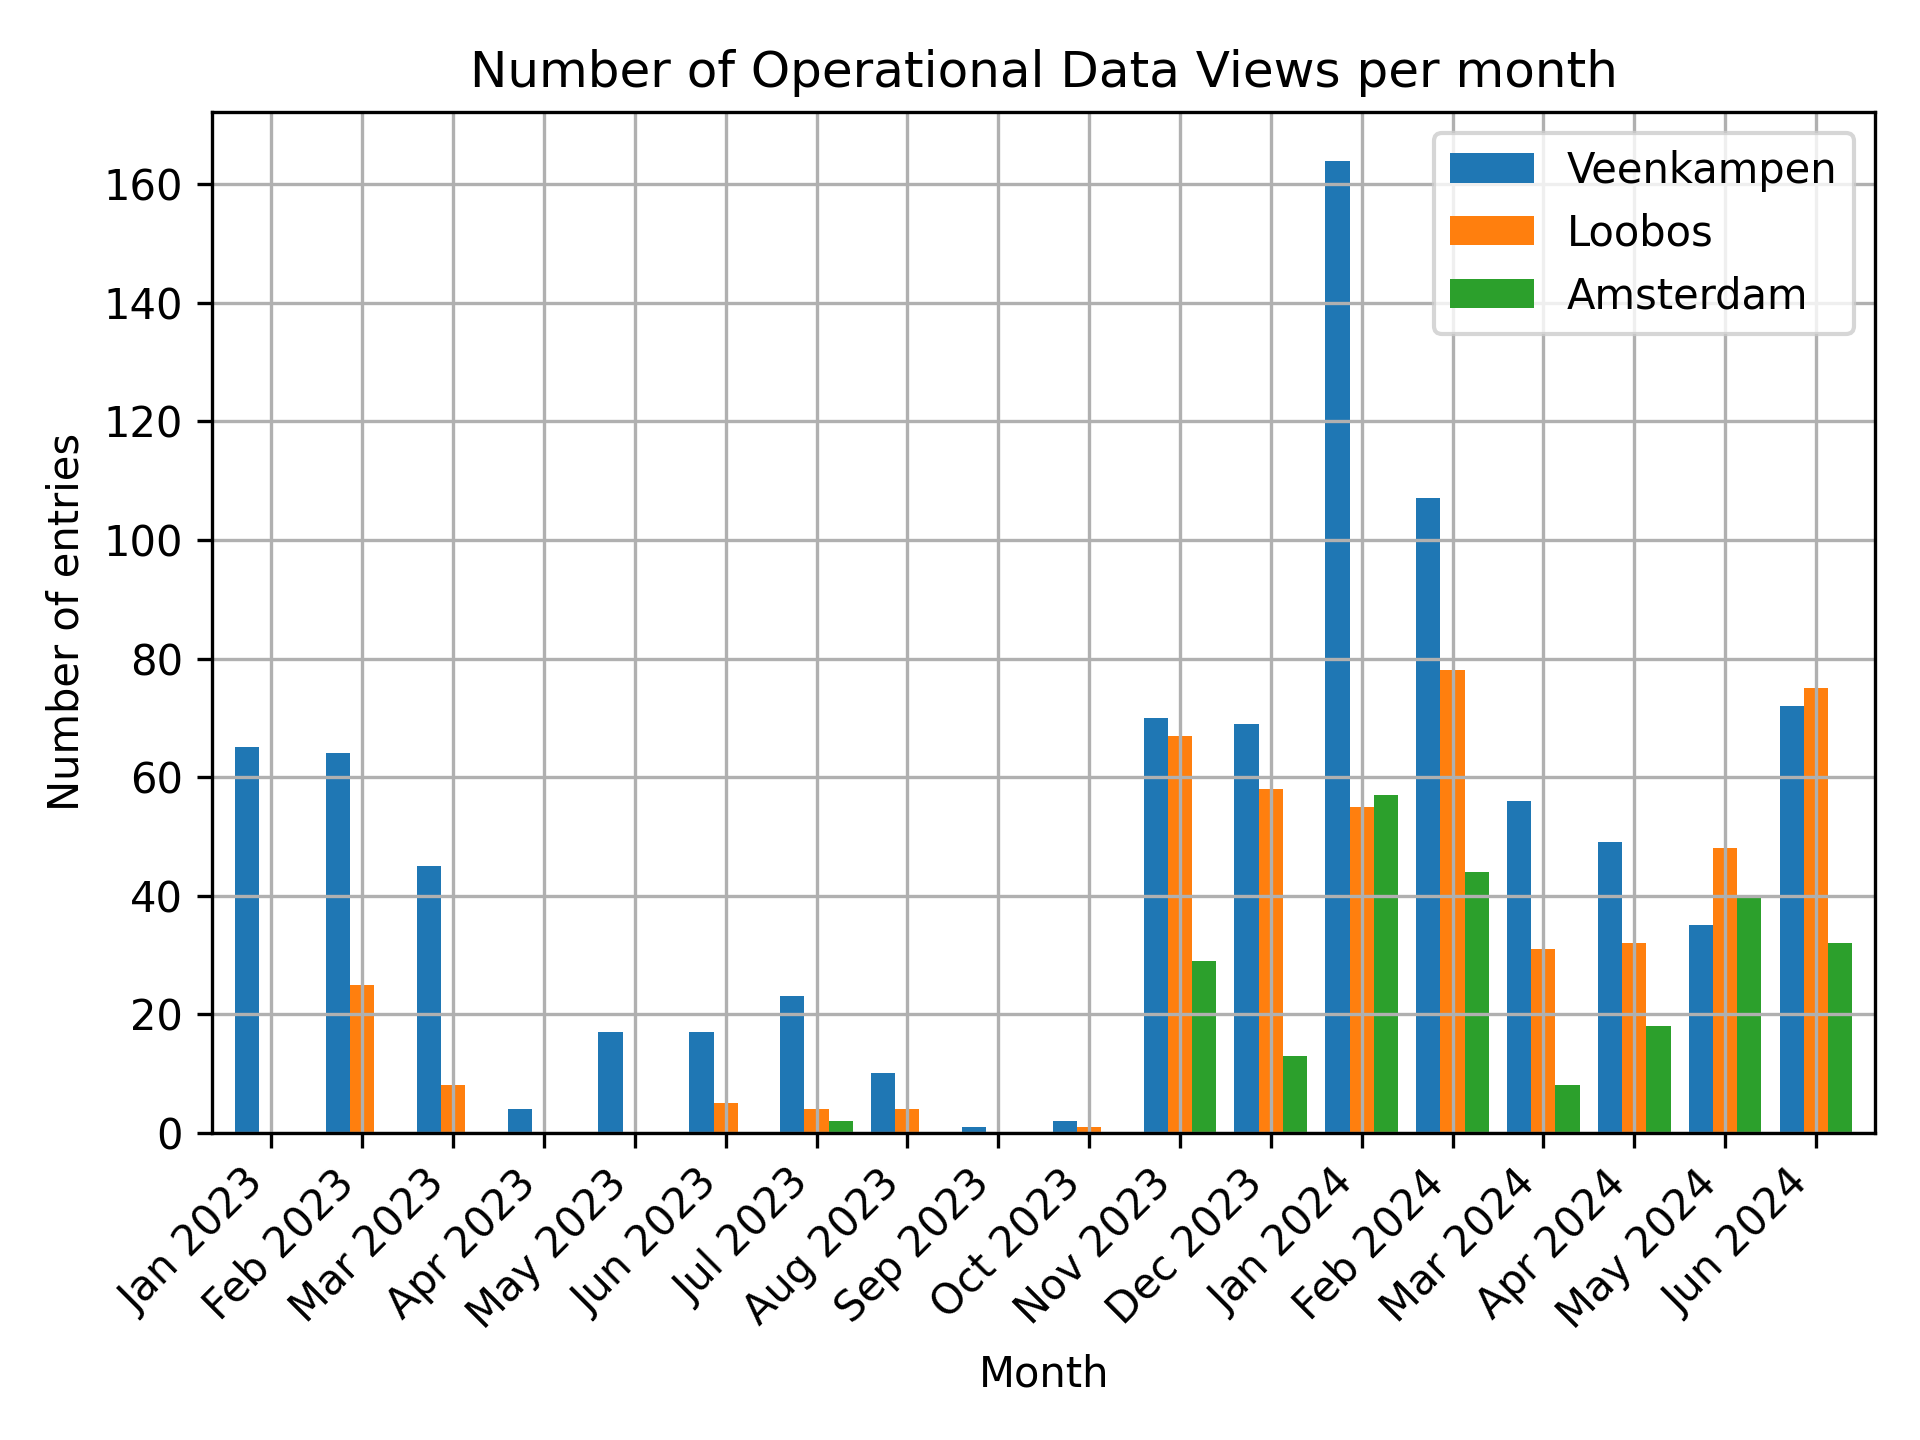 Number of Operational Data Views per month
Veenkampen
Loobos
Amsterdam
Number of entries
160
140
120
100
80
60
40
20
0
Jan 2023
Feb 2023
Mar 2023
Apr 2023
May 2023
Jun 2023
Jul 2023
Aug 2023
Sep 2023
Oct 2023
Nov 2023
Dec 2023
Jan 2024
Feb 2024
Mar 2024
Apr 2024
May 2024
Jun 2024
Month